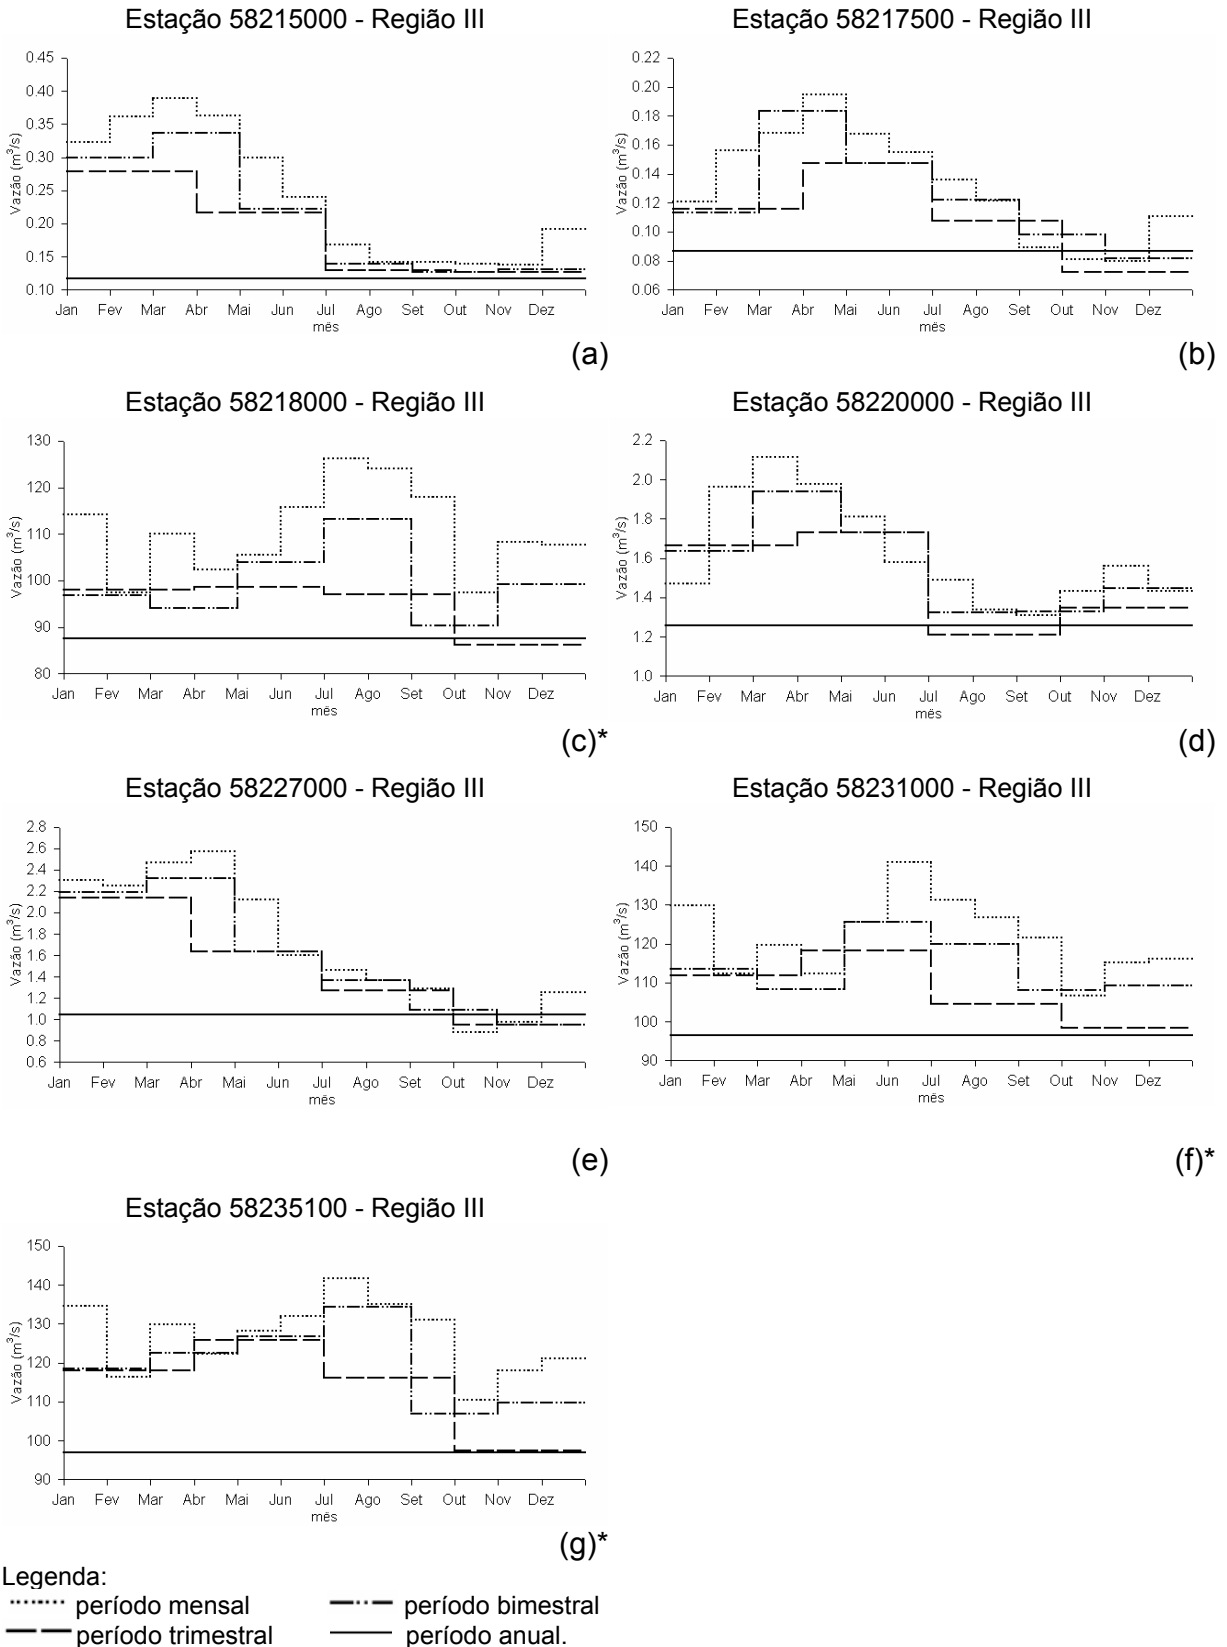 Estação 58215000 - Região III
0.45
0.40
0.35
0.30
0.25
0.20
0.15
0.10
Vazão (m³/s)
Jan Fev Mar Abr Mai Jun Jul Ago Set Out Nov Dez
mês
(a)
Estação 58217500 - Região III
0.22
0.20
0.18
0.16
0.14
0.12
0.10
0.08
0.06
Vazão (m³/s)
Jan Fev Mar Abr Mai Jun Jul Ago Set Out Nov Dez
mês
(b)
Estação 58218000 - Região III
130
120
110
100
90
80
Vazão (m³/s)
Jan Fev Mar Abr Mai Jun Jul Ago Set Out Nov Dez
mês
(c)*
Estação 58220000 - Região III
2.2
2.0
1.8
1.6
1.4
1.2
1.0
Vazão (m³/s)
Jan Fev Mar Abr Mai Jun Jul Ago Set Out Nov Dez
mês
(d)
Estação 58227000 - Região III
2.8
2.6
2.4
2.2
2.0
1.8
1.6
1.4
1.2
1.0
0.8
0.6
Vazão (m³/s)
Jan Fev Mar Abr Mai Jun Jul Ago Set Out Nov Dez
mês
(e)
Estação 58231000 - Região III
150
140
130
120
110
100
90
Vazão (m³/s)
Jan Fev Mar Abr Mai Jun Jul Ago Set Out Nov Dez
mês
(f)*
Estação 58235100 - Região III
150
140
130
120
110
100
90
Vazão (m³/s)
Jan Fev Mar Abr Mai Jun Jul Ago Set Out Nov Dez
mês
(g)*
Legenda:
período mensal período bimestral
período trimestral período anual.